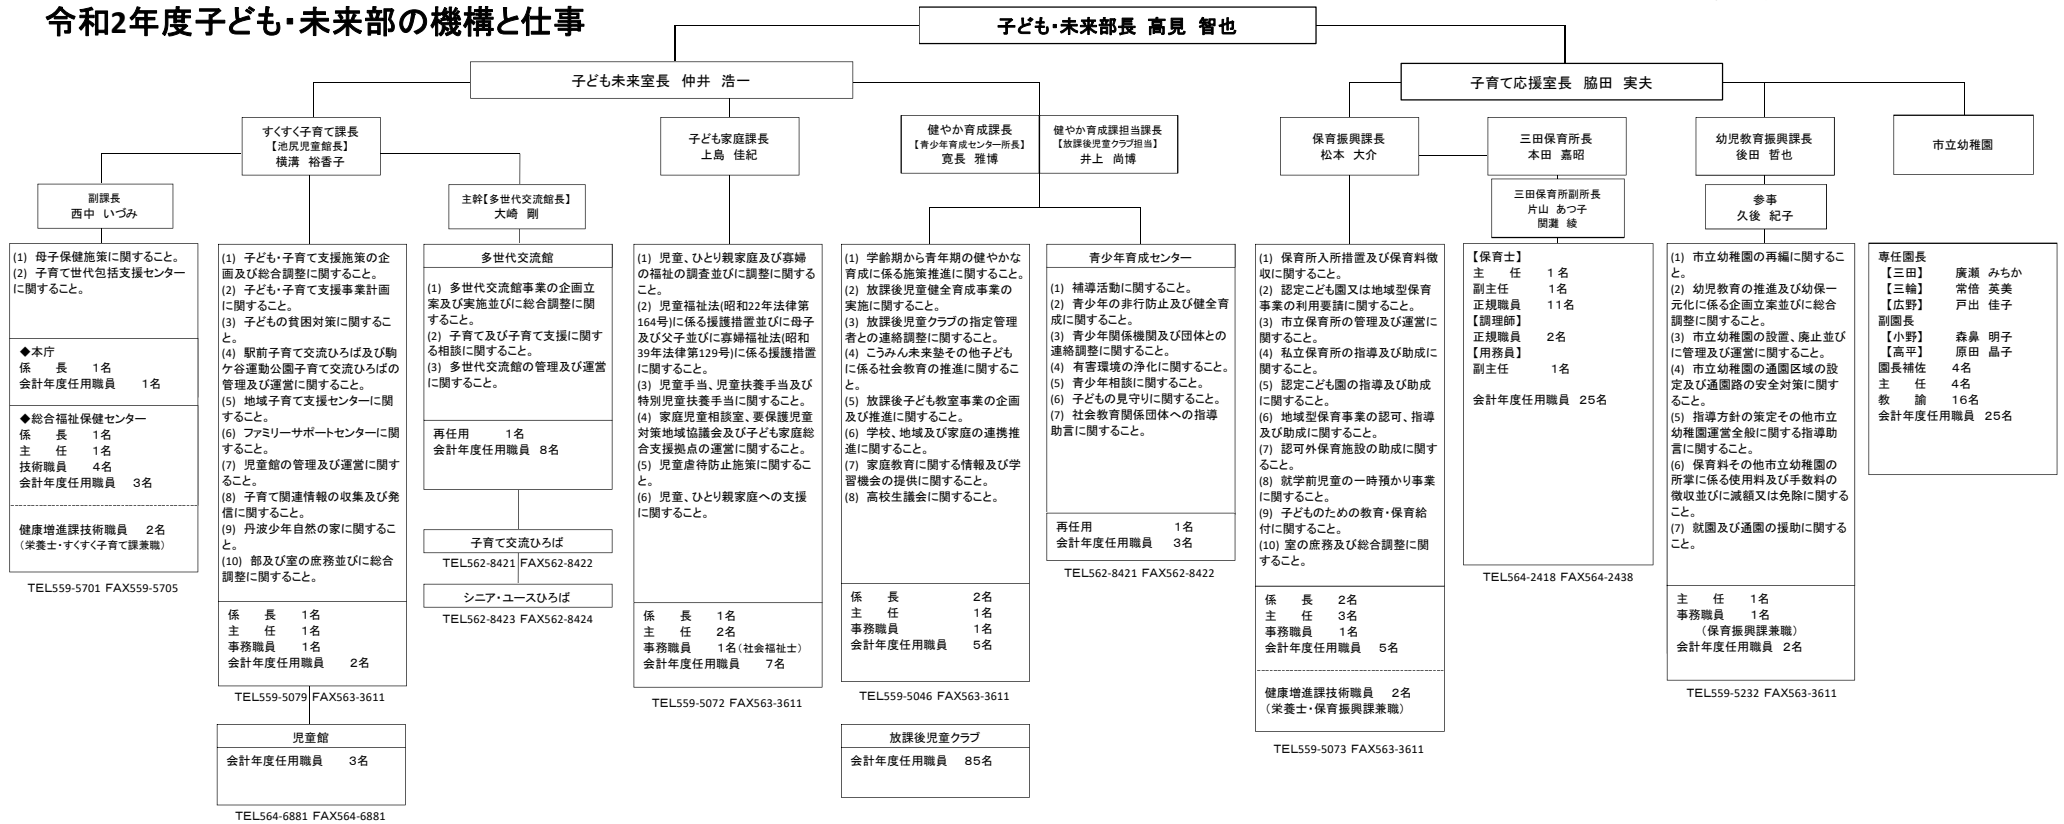 令和2年度子ども・未来部の機構と仕事
子ども・未来部長 高見 智也
子ども未来室長 仲井 浩一
子育て応援室長 脇田 実夫
すくすく子育て課長
【池尻児童館長】
横溝 裕香子
子ども家庭課長
上島 佳紀
健やか育成課長
【青少年育成センター所長】
寛長 雅博
健やか育成課担当課長
【放課後児童クラブ担当】
井上 尚博
保育振興課長
松本 大介
三田保育所長
本田 嘉昭
幼児教育振興課長
後田 哲也
市立幼稚園
副課長
西中 いづみ
主幹【多世代交流館長】
大崎 剛
三田保育所副所長
片山 あつ子
関灘 綾
参事
久後 紀子
(1) 母子保健施策に関すること。
(2) 子育て世代包括支援センター
に関すること。
◆本庁
係 長 1名
会計年度任用職員 1名
◆総合福祉保健センター
係 長 1名
主 任 1名
技術職員 4名
会計年度任用職員 3名
健康増進課技術職員 2名
(栄養士・すくすく子育て課兼職)
TEL559-5701 FAX559-5705
(1) 子ども・子育て支援施策の企
画及び総合調整に関すること。
(2) 子ども・子育て支援事業計画
に関すること。
(3) 子どもの貧困対策に関するこ
と。
(4) 駅前子育て交流ひろば及び駒
ケ谷運動公園子育て交流ひろばの
管理及び運営に関すること。
(5) 地域子育て支援センターに関
すること。
(6) ファミリーサポートセンターに関
すること。
(7) 児童館の管理及び運営に関す
ること。
(8) 子育て関連情報の収集及び発
信に関すること。
(9) 丹波少年自然の家に関するこ
と。
(10) 部及び室の庶務並びに総合
調整に関すること。
係 長 1名
主 任 1名
事務職員 1名
会計年度任用職員 2名
TEL559-5079 FAX563-3611
児童館
会計年度任用職員 3名
TEL564-6881 FAX564-6881
多世代交流館
(1) 多世代交流館事業の企画立
案及び実施並びに総合調整に関
すること。
(2) 子育て及び子育て支援に関す
る相談に関すること。
(3) 多世代交流館の管理及び運営
に関すること。
再任用 1名
会計年度任用職員 8名
子育て交流ひろば
TEL562-8421 FAX562-8422
シニア・ユースひろば
TEL562-8423 FAX562-8424
(1) 児童、ひとり親家庭及び寡婦
の福祉の調査並びに調整に関する
こと。
(2) 児童福祉法(昭和22年法律第
164号)に係る援護措置並びに母子
及び父子並びに寡婦福祉法(昭和
39年法律第129号)に係る援護措置
に関すること。
(3) 児童手当、児童扶養手当及び
特別児童扶養手当に関すること。
(4) 家庭児童相談室、要保護児童
対策地域協議会及び子ども家庭総
合支援拠点の運営に関すること。
(5) 児童虐待防止施策に関するこ
と。
(6) 児童、ひとり親家庭への支援
に関すること。
係 長 1名
主 任 2名
事務職員 1名(社会福祉士)
会計年度任用職員 7名
TEL559-5072 FAX563-3611
(1) 学齢期から青年期の健やかな
育成に係る施策推進に関すること。
(2) 放課後児童健全育成事業の
実施に関すること。
(3) 放課後児童クラブの指定管理
者との連絡調整に関すること。
(4) こうみん未来塾その他子ども
に係る社会教育の推進に関するこ
と。
(5) 放課後子ども教室事業の企画
及び推進に関すること。
(6) 学校、地域及び家庭の連携推
進に関すること。
(7) 家庭教育に関する情報及び学
習機会の提供に関すること。
(8) 高校生議会に関すること。
係 長 2名
主 任 1名
事務職員 1名
会計年度任用職員 5名
TEL559-5046 FAX563-3611
放課後児童クラブ
会計年度任用職員 85名
青少年育成センター
(1) 補導活動に関すること。
(2) 青少年の非行防止及び健全育
成に関すること。
(3) 青少年関係機関及び団体との
連絡調整に関すること。
(4) 有害環境の浄化に関すること。
(5) 青少年相談に関すること。
(6) 子どもの見守りに関すること。
(7) 社会教育関係団体への指導
助言に関すること。
再任用 1名
会計年度任用職員 3名
TEL562-8421 FAX562-8422
(1) 保育所入所措置及び保育料徴
収に関すること。
(2) 認定こども園又は地域型保育
事業の利用要請に関すること。
(3) 市立保育所の管理及び運営に
関すること。
(4) 私立保育所の指導及び助成に
関すること。
(5) 認定こども園の指導及び助成
に関すること。
(6) 地域型保育事業の認可、指導
及び助成に関すること。
(7) 認可外保育施設の助成に関す
ること。
(8) 就学前児童の一時預かり事業
に関すること。
(9) 子どものための教育・保育給
付に関すること。
(10) 室の庶務及び総合調整に関
すること。
係 長 2名
主 任 3名
事務職員 1名
会計年度任用職員 5名
健康増進課技術職員 2名
(栄養士・保育振興課兼職)
TEL559-5073 FAX563-3611
【保育士】
主 任 1名
副主任 1名
正規職員 11名
【調理師】
正規職員 2名
【用務員】
副主任 1名
会計年度任用職員 25名
TEL564-2418 FAX564-2438
(1) 市立幼稚園の再編に関するこ
と。
(2) 幼児教育の推進及び幼保一
元化に係る企画立案並びに総合
調整に関すること。
(3) 市立幼稚園の設置、廃止並び
に管理及び運営に関すること。
(4) 市立幼稚園の通園区域の設
定及び通園路の安全対策に関す
ること。
(5) 指導方針の策定その他市立
幼稚園運営全般に関する指導助
言に関すること。
(6) 保育料その他市立幼稚園の
所掌に係る使用料及び手数料の
徴収並びに減額又は免除に関する
こと。
(7) 就園及び通園の援助に関する
こと。
主 任 1名
事務職員 1名
(保育振興課兼職)
会計年度任用職員 2名
TEL559-5232 FAX563-3611
専任園長
【三田】 廣瀬 みちか
【三輪】 常倍 英美
【広野】 戸出 佳子
副園長
【小野】 森鼻 明子
【高平】 原田 晶子
園長補佐 4名
主 任 4名
教 諭 16名
会計年度任用職員 25名